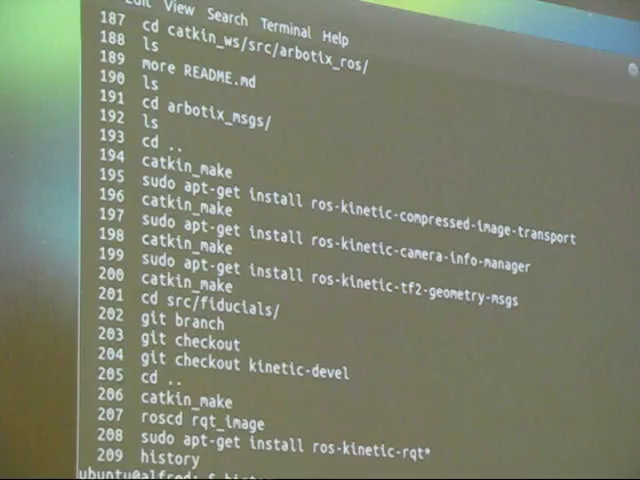 Edit View Search Terminal Help
187 cd catkin_ws/src/arbotix_ros/
188 ls
189 more README.md
190 ls
191 cd arbotix_msgs/
192 ls
193 cd ..
194 catkin_make
195 sudo apt-get install ros-kinetic-compressed-image-transport
196 catkin_make
197 sudo apt-get install ros-kinetic-camera-info-manager
198 catkin_make
199 sudo apt-get install ros-kinetic-tf2-geometry-msgs
200 catkin_make
201 cd src/fiducials/
202 git branch
203 git checkout
204 git checkout kinetic-devel
205 cd ..
206 catkin_make
207 roscd rqt_image
208 sudo apt-get install ros-kinetic-rqt*
209 history
ubuntu@alfred: